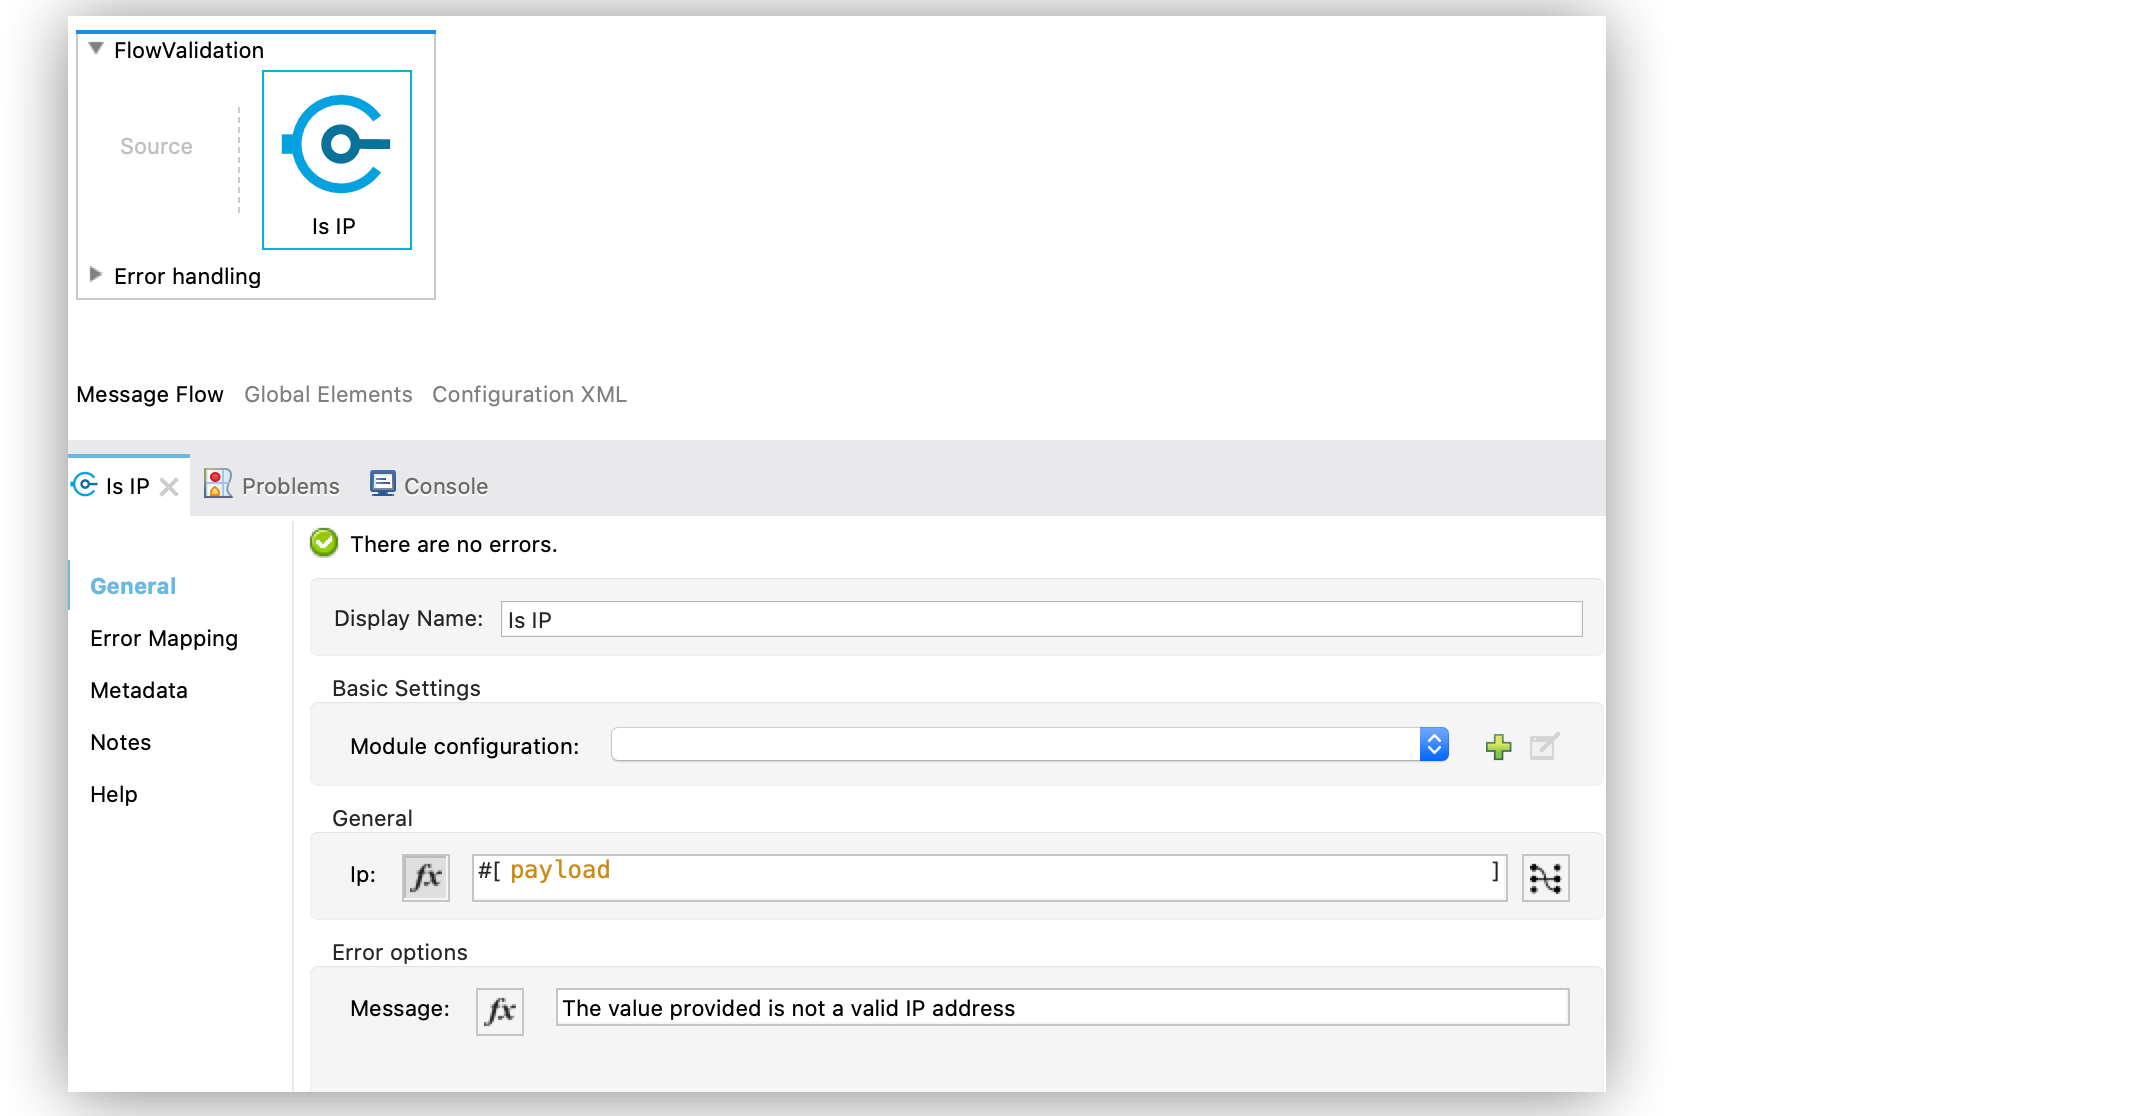 FlowValidation
Source
Is IP
Error handling
Message Flow Global Elements Configuration XML
Is IP Problems Console
There are no errors.
General
Error Mapping
Metadata
Notes
Help
Display Name: Is IP
Basic Settings
Module configuration:
General
Ip: fx #[ payload ]
Error options
Message: fx The value provided is not a valid IP address